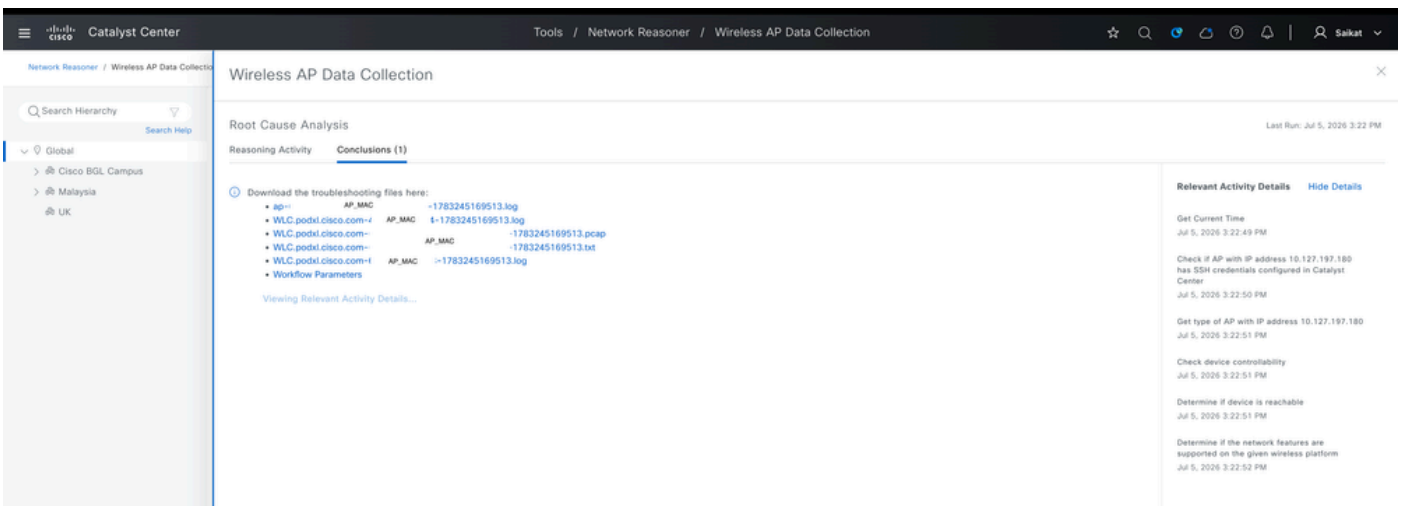 CISCO Catalyst Center
Tools / Network Reasoner / Wireless AP Data Collection
Saikat
Network Reasoner / Wireless AP Data Collectio
Search Hierarchy
Search Help
Global
Cisco BGL Campus
Malaysia
UK
Wireless AP Data Collection
Root Cause Analysis
Last Run: Jul 5, 2026 3:22 PM
Reasoning Activity Conclusions (1)
Download the troubleshooting files here:
• ap-- AP_MAC -1783245169513.log
• WLC.podxl.cisco.com- AP_MAC -1783245169513.log
• WLC.podxl.cisco.com- AP_MAC -1783245169513.pcap
• WLC.podxl.cisco.com- -1783245169513.txt
• WLC.podxl.cisco.com- AP_MAC -1783245169513.log
• Workflow Parameters
Viewing Relevant Activity Details...
Relevant Activity Details Hide Details
Get Current Time
Jul 5, 2026 3:22:49 PM
Check if AP with IP address 10.127.197.180
has SSH credentials configured in Catalyst
Center
Jul 5, 2026 3:22:50 PM
Get type of AP with IP address 10.127.197.180
Jul 5, 2026 3:22:51 PM
Check device controllability
Jul 5, 2026 3:22:51 PM
Determine if device is reachable
Jul 5, 2026 3:22:51 PM
Determine if the network features are
supported on the given wireless platform
Jul 5, 2026 3:22:52 PM